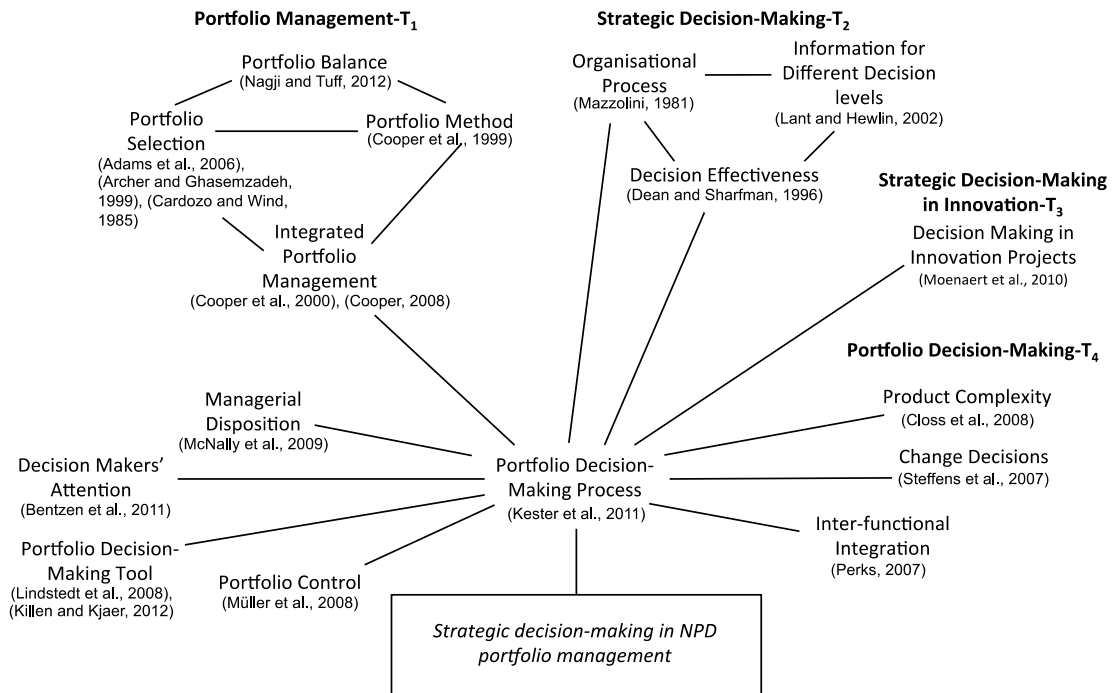 Portfolio Management-T1
Portfolio Balance
(Nagji and Tuff, 2012)
Portfolio
Selection
(Adams et al., 2006),
(Archer and Ghasemzadeh,
1999), (Cardozo and Wind,
1985)
Portfolio Method
(Cooper et al., 1999)
Integrated
Portfolio
Management
(Cooper et al., 2000), (Cooper, 2008)
Strategic Decision-Making-T2
Organisational
Process
(Mazzolini, 1981)
Information for
Different Decision
levels
(Lant and Hewlin, 2002)
Decision Effectiveness
(Dean and Sharfman, 1996)
Strategic Decision-Making
in Innovation-T3
Decision Making in
Innovation Projects
(Moenaert et al., 2010)
Portfolio Decision-Making-T4
Product Complexity
(Closs et al., 2008)
Change Decisions
(Steffens et al., 2007)
Inter-functional
Integration
(Perks, 2007)
Managerial
Disposition
(McNally et al., 2009)
Decision Makers’
Attention
(Bentzen et al., 2011)
Portfolio Decision-
Making Tool
(Lindstedt et al., 2008),
(Killen and Kjaer, 2012)
Portfolio Control
(Müller et al., 2008)
Portfolio Decision-
Making Process
(Kester et al., 2011)
Strategic decision-making in NPD
portfolio management